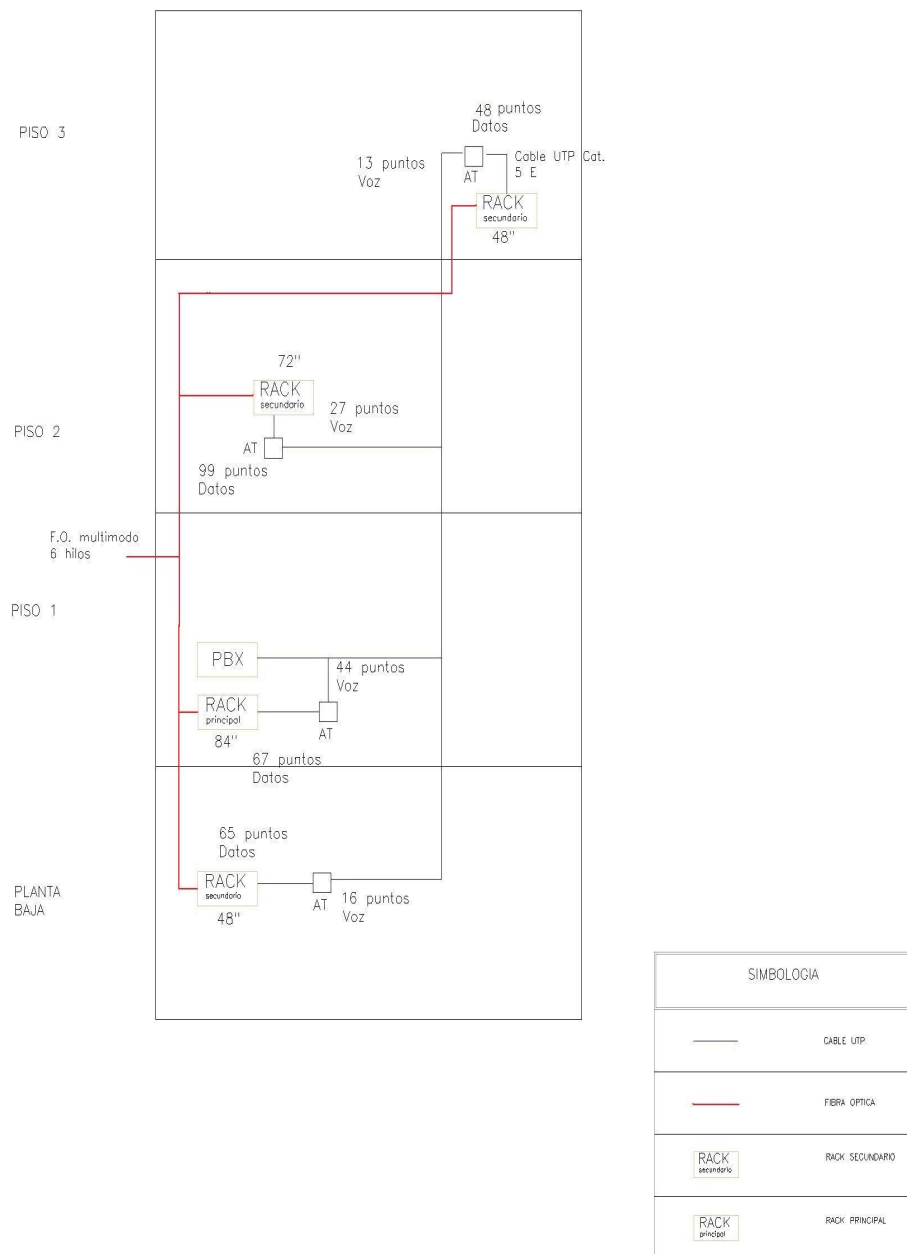 PISO 3
48 puntos
Datos
13 puntos
Voz
AT
Cable UTP Cat.
5 E
RACK
secundario
48"
72"
RACK
secundario
27 puntos
Voz
PISO 2
AT
99 puntos
Datos
F.O. multimodo
6 hilos
PISO 1
PBX
44 puntos
Voz
RACK
principal
84"
AT
67 puntos
Datos
65 puntos
Datos
PLANTA
BAJA
RACK
secundario
48"
AT
16 puntos
Voz
SIMBOLOGIA
CABLE UTP
FIBRA OPTICA
RACK
secundario
RACK SECUNDARIO
RACK
principal
RACK PRINCIPAL